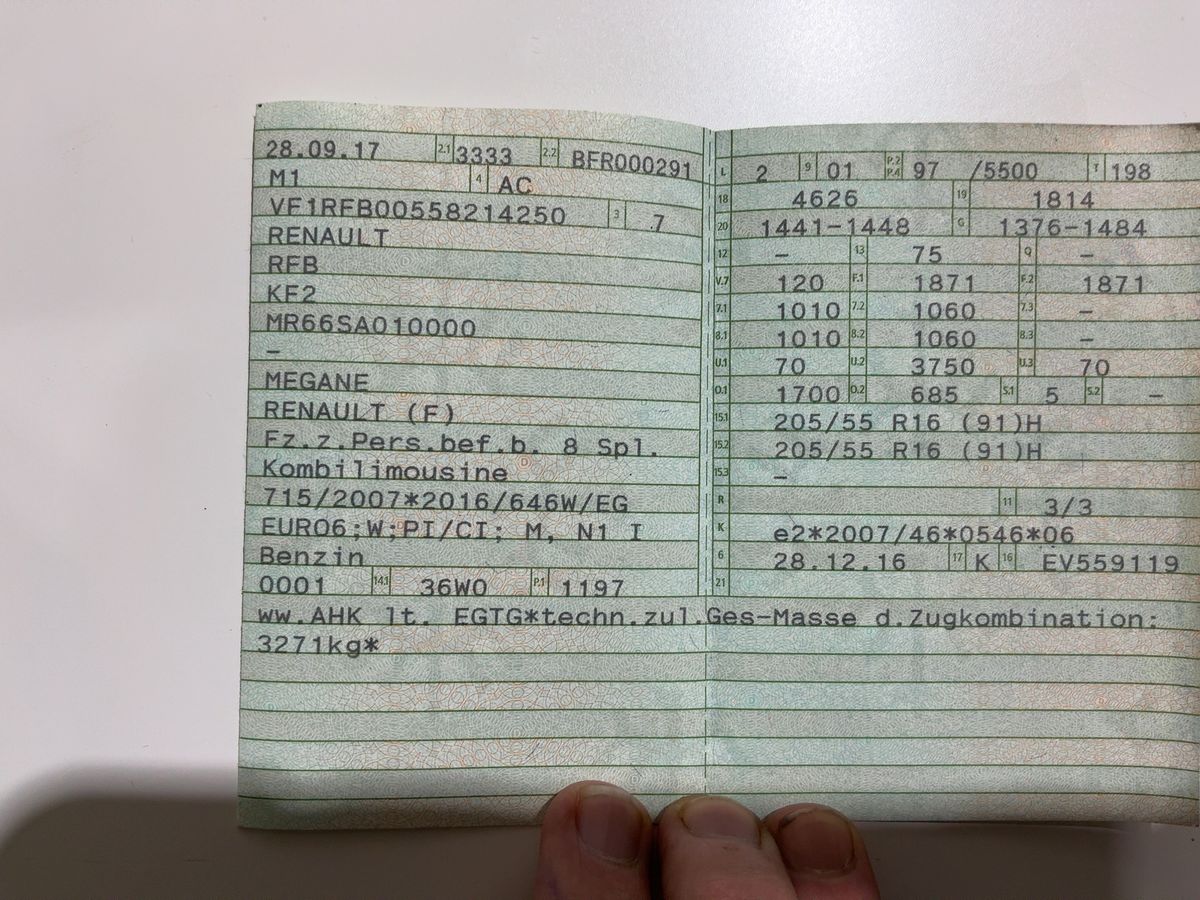 28.09.17 2.1 3333 2.2 BFR000291
M1 4 AC
VF1RFB00558214250 3 7
RENAULT
RFB
KF2
MR66SA010000
–
MEGANE
RENAULT (F)
Fz.z.Pers.bef.b. 8 Spl.
Kombilimousine
715/2007*2016/646W/EG
EURO6;W;PI/CI; M, N1 I
Benzin
0001 14.1 36W0 P.1 1197
L 2 9 01 P.2 P.4 97 /5500 T 198
18 4626 19 1814
20 1441-1448 G 1376-1484
12 – 13 75 Q –
V.7 120 F.1 1871 F.2 1871
7.1 1010 7.2 1060 7.3 –
8.1 1010 8.2 1060 8.3 –
U.1 70 U.2 3750 U.3 70
O.1 1700 O.2 685 S.1 5 S.2 –
15.1 205/55 R16 (91)H
15.2 205/55 R16 (91)H
15.3 –
R 11 3/3
K e2*2007/46*0546*06
6 28.12.16 17 K 16 EV559119
21
ww.AHK lt. EGTG*techn.zul.Ges-Masse d.Zugkombination:
3271kg*